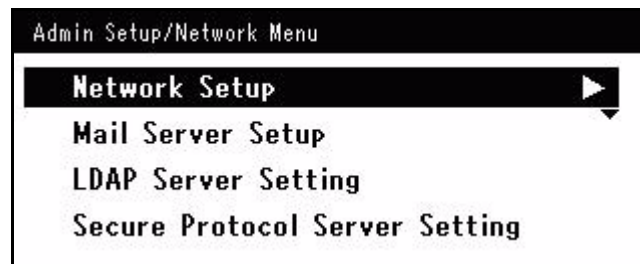 Admin Setup/Network Menu
Network Setup
Mail Server Setup
LDAP Server Setting
Secure Protocol Server Setting